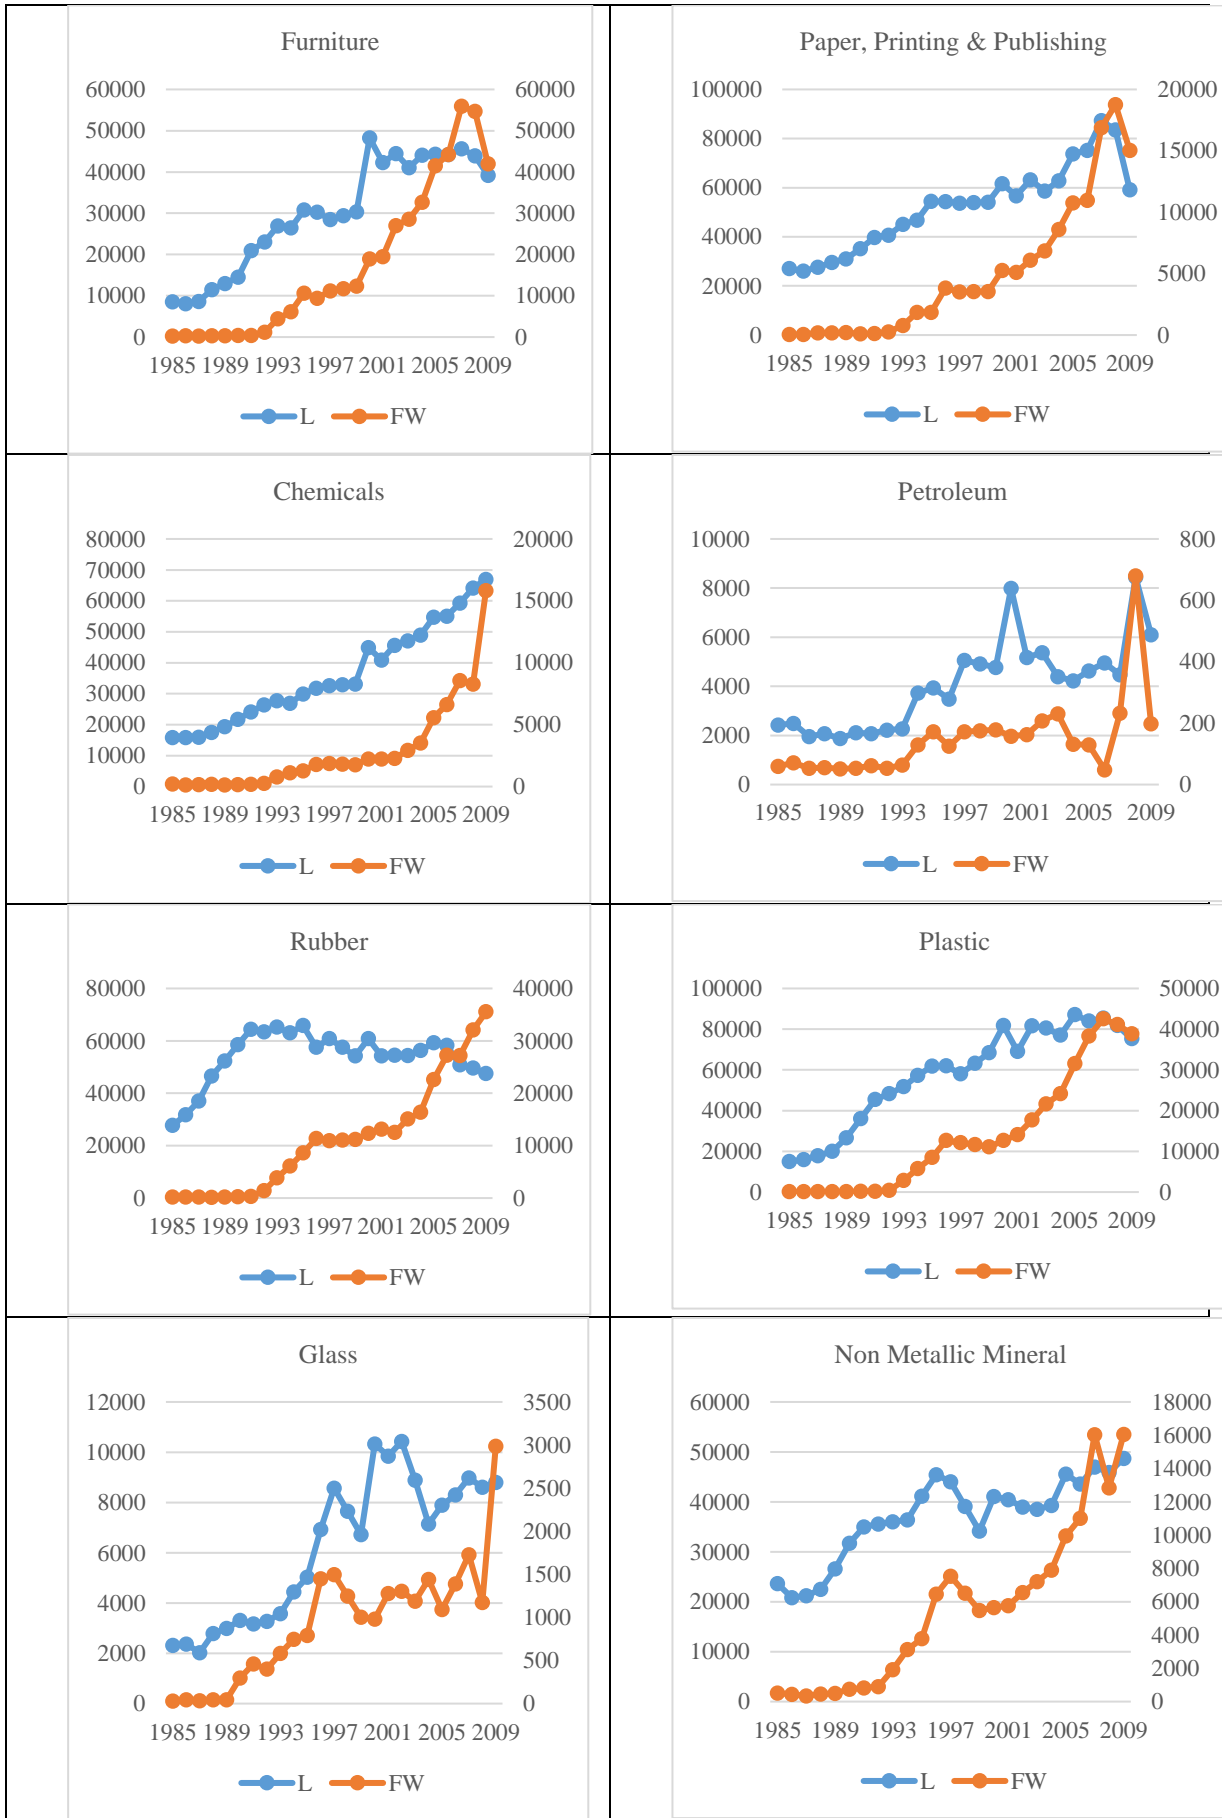 Furniture
60000 60000
50000 50000
40000 40000
30000 30000
20000 20000
10000 10000
0 0
1985 1989 1993 1997 2001 2005 2009
L FW
Paper, Printing & Publishing
100000 20000
80000 15000
60000
40000 10000
20000 5000
0 0
1985 1989 1993 1997 2001 2005 2009
L FW
Chemicals
80000 20000
70000
60000 15000
50000
40000 10000
30000
20000 5000
10000
0 0
1985 1989 1993 1997 2001 2005 2009
L FW
Petroleum
10000 800
8000 600
6000
4000 400
2000 200
0 0
1985 1989 1993 1997 2001 2005 2009
L FW
Rubber
80000 40000
60000 30000
40000 20000
20000 10000
0 0
1985 1989 1993 1997 2001 2005 2009
L FW
Plastic
100000 50000
80000 40000
60000 30000
40000 20000
20000 10000
0 0
1985 1989 1993 1997 2001 2005 2009
L FW
Glass
12000 3500
10000 3000
8000 2500
6000 2000
4000 1500
2000 1000
0 500
0
1985 1989 1993 1997 2001 2005 2009
L FW
Non Metallic Mineral
60000 18000
50000 16000
40000 14000
30000 12000
20000 10000
10000 8000
0 6000
4000
2000
0
1985 1989 1993 1997 2001 2005 2009
L FW